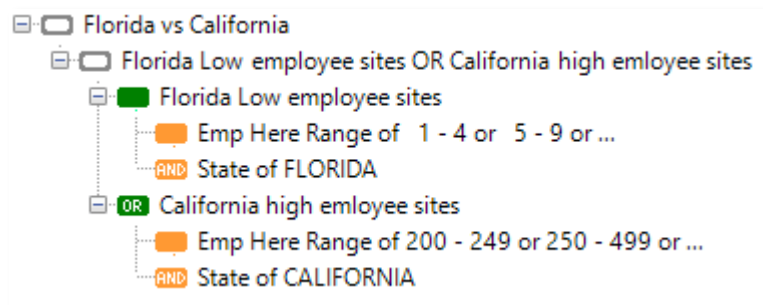 Florida vs California
Florida Low employee sites OR California high emloyee sites
Florida Low employee sites
Emp Here Range of 1 - 4 or 5 - 9 or ...
AND State of FLORIDA
OR California high emloyee sites
Emp Here Range of 200 - 249 or 250 - 499 or ...
AND State of CALIFORNIA